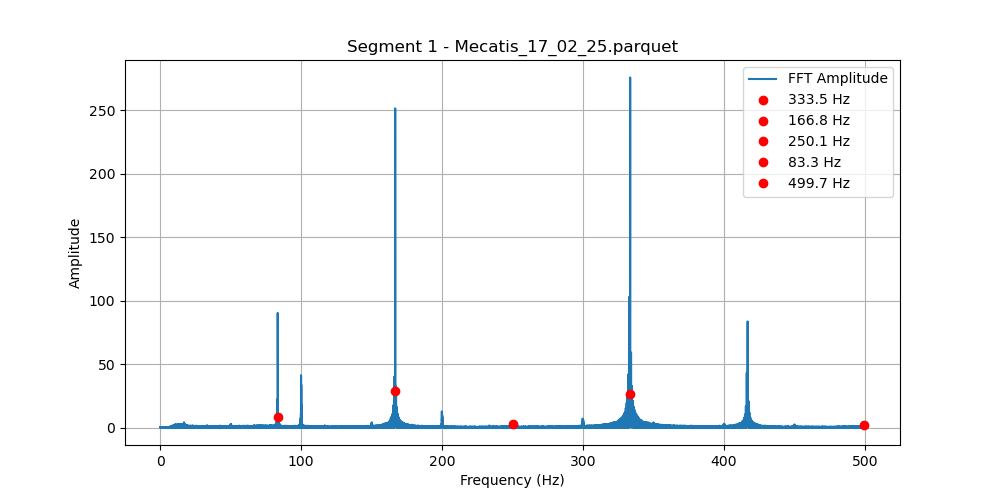 Segment 1 - Mecatis_17_02_25.parquet
FFT Amplitude
333.5 Hz
166.8 Hz
250.1 Hz
83.3 Hz
499.7 Hz
Amplitude
250
200
150
100
50
0
0 100 200 300 400 500
Frequency (Hz)